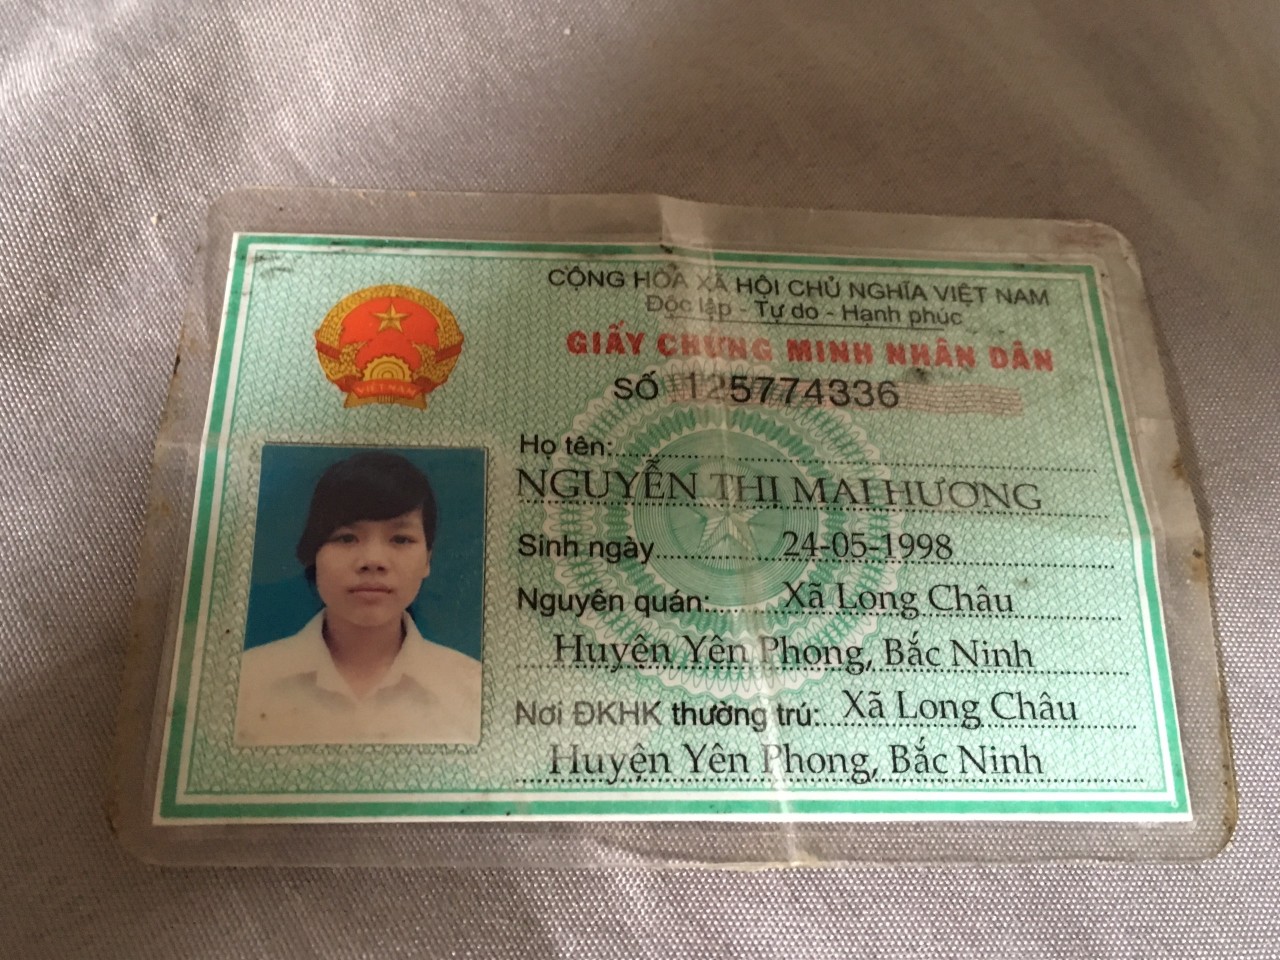 CỘNG HÒA XÃ HỘI CHỦ NGHĨA VIỆT NAM
Độc lập - Tự do - Hạnh phúc
GIẤY CHỨNG MINH NHÂN DÂN
SỐ 125774336
Họ tên:
NGUYỄN THỊ MAI HƯƠNG
Sinh ngày 24-05-1998
Nguyên quán: Xã Long Châu
Huyện Yên Phong, Bắc Ninh
Nơi ĐKHK thường trú: Xã Long Châu
Huyện Yên Phong, Bắc Ninh
VIỆT NAM